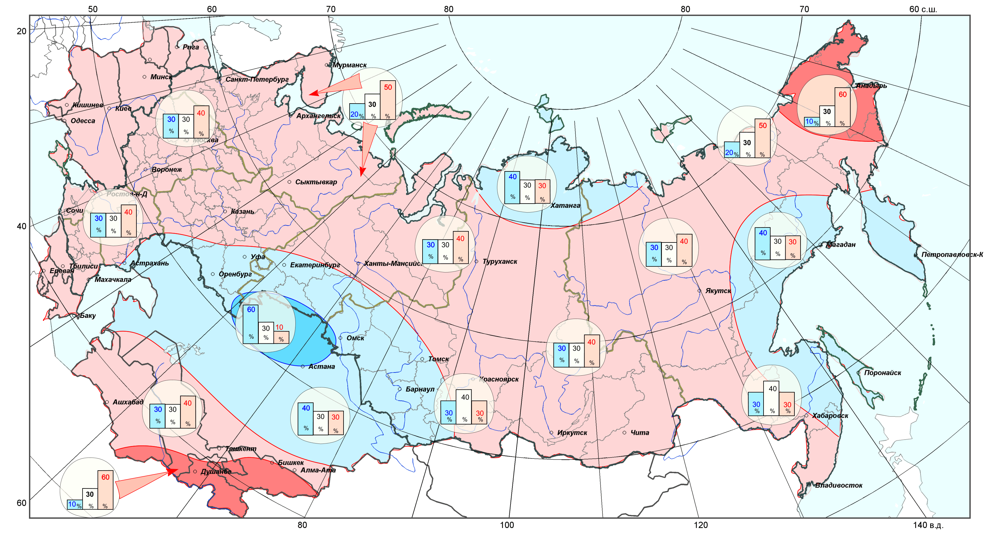 50 60 70 80 80 70 60 с.ш.
20
Рига
Мурманск
Минск
Санкт-Петербург
50
30
20% % %
Анадырь
60
30
10% % %
Кишинев
Киев
Архангельск
30 30 40
% % %
Одесса
Москва
50
30
20% % %
Воронеж
Сыктывкар
40 30 30
% % %
Ростов-н-Д
Хатанга
Сочи
Казань
30 30 40
% % %
40
30 30 40
% % %
30 30 40
% % %
40 30 30
% % %
Магадан
Уфа
Петропавловск-К
Астрахань
Екатеринбург
Ханты-Мансийс
Туруханск
Тбилиси
Ереван
Оренбург
Махачкала
Якутск
Баку
60 30 10
% % %
Омск
30 30 40
% % %
Томск
Астана
Поронайск
Красноярск
Барнаул
40
30 30
% % %
40
30 30
% % %
Ашхабад
30 30 40
% % %
40 30 30
% % %
Хабаровск
Иркутск
Чита
Ташкент
Бишкек
Алма-Ата
Душанбе
60
30
10% % %
Владивосток
60
80 100 120 140 в.д.